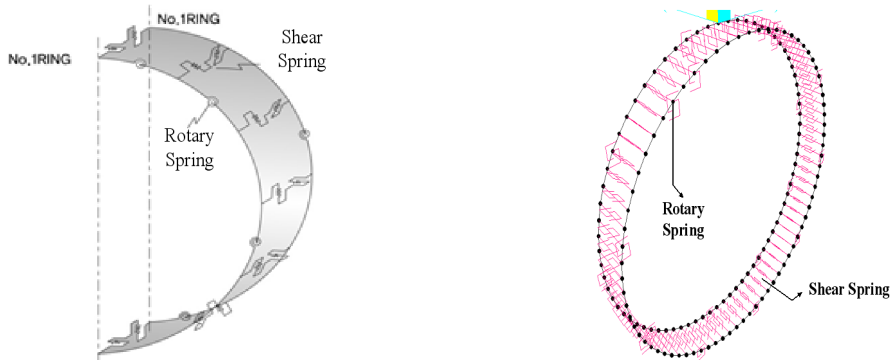 No,1RING
No,1RING
Shear
Spring
Rotary
Spring
Rotary
Spring
Shear Spring